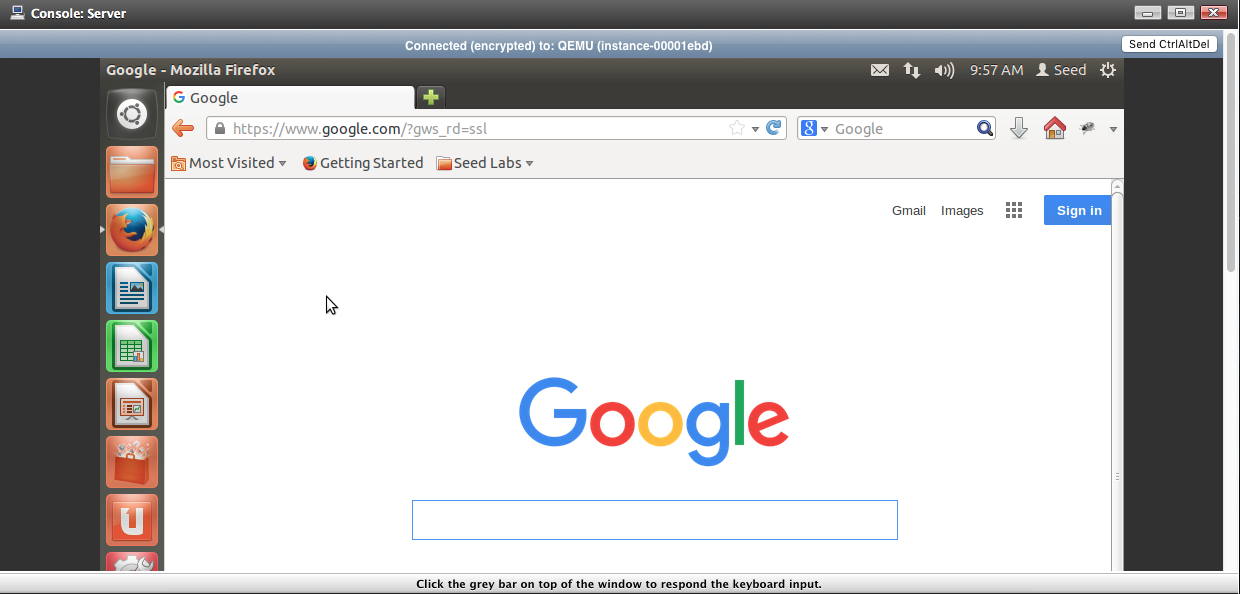 Console: Server
Connected (encrypted) to: QEMU (instance-00001ebd)
Send CtrlAltDel
Google - Mozilla Firefox
9:57 AM Seed
Google
https://www.google.com/?gws_rd=ssl
8 Google
Most Visited Getting Started Seed Labs
Gmail Images Sign in
Google
U
Click the grey bar on top of the window to respond the keyboard input.